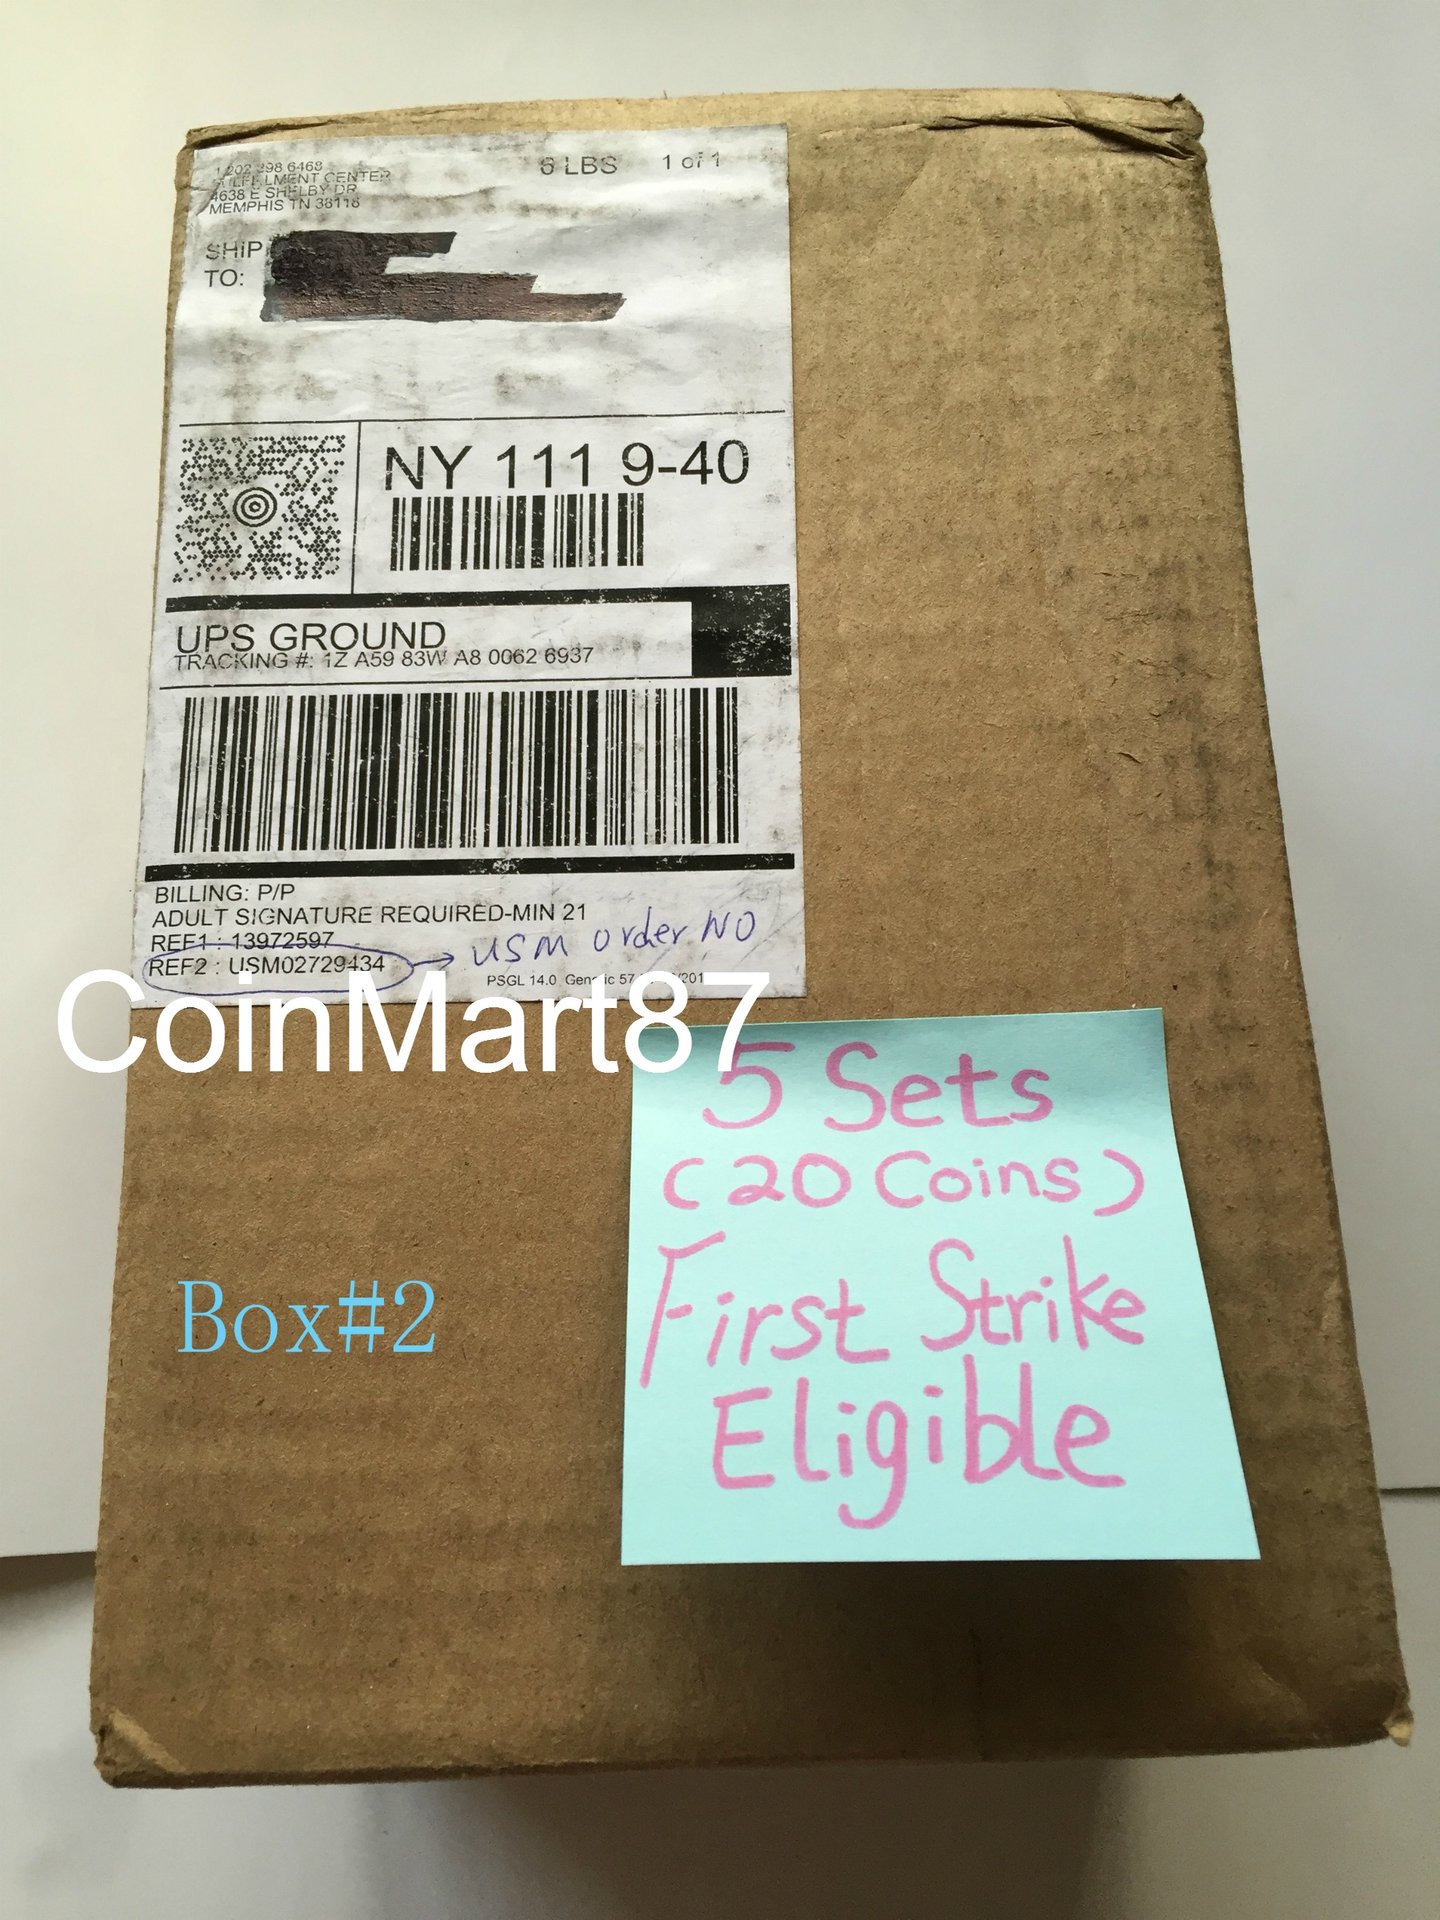 1 202 898 6468
FULFILLMENT CENTER
4638 E SHELBY DR
MEMPHIS TN 38118
6 LBS 1 of 1
SHIP
TO:
NY 111 9-40
UPS GROUND
TRACKING #: 1Z A59 83W A8 0062 6937
BILLING: P/P
ADULT SIGNATURE REQUIRED-MIN 21
REF1 : 13972597
REF2 : USM02729434
USM order NO
PSGL 14.0 Generic
CoinMart87
5 Sets
(20 Coins)
First Strike
Eligible
Box#2